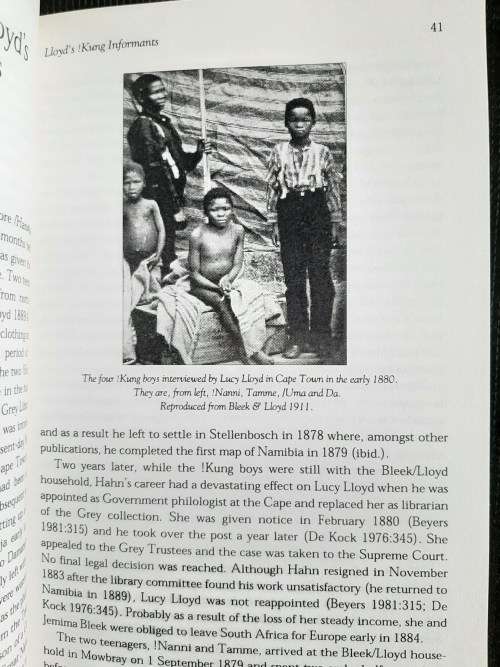 41
Lloyd's !Kung Informants
The four !Kung boys interviewed by Lucy Lloyd in Cape Town in the early 1880.
They are, from left, !Nanni, Tamme, /Uma and Da.
Reproduced from Bleek & Lloyd 1911.
and as a result he left to settle in Stellenbosch in 1878 where, amongst other
publications, he completed the first map of Namibia in 1879 (ibid.).
Two years later, while the !Kung boys were still with the Bleek/Lloyd
household, Hahn's career had a devastating effect on Lucy Lloyd when he was
appointed as Government philologist at the Cape and replaced her as librarian
of the Grey collection. She was given notice in February 1880 (Beyers
1981:315) and he took over the post a year later (De Kock 1976:345). She
appealed to the Grey Trustees and the case was taken to the Supreme Court.
No final legal decision was reached. Although Hahn resigned in November
1883 after the library committee found his work unsatisfactory (he returned to
Namibia in 1889), Lucy Lloyd was not reappointed (Beyers 1981:315; De
Kock 1976:345). Probably as a result of the loss of her steady income, she and
Jemima Bleek were obliged to leave South Africa for Europe early in 1884.
The two teenagers, !Nanni and Tamme, arrived at the Bleek/Lloyd house-
hold in Mowbray on 1 September 1879 and spent